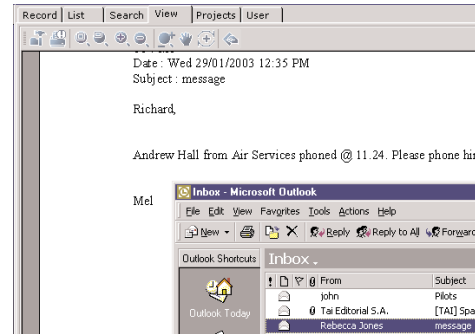 Record List Search View Projects User
Date : Wed 29/01/2003 12:35 PM
Subject : message
Richard,
Andrew Hall from Air Services phoned @ 11.24. Please phone
Mel
Inbox - Microsoft Outlook
File Edit View Favorites Tools Actions Help
New Reply Reply to All Forward
Outlook Shortcuts Inbox
From Subject
Outlook Today
john Pilots
Tai Editorial S.A. [TAI]
Rebecca Jones message